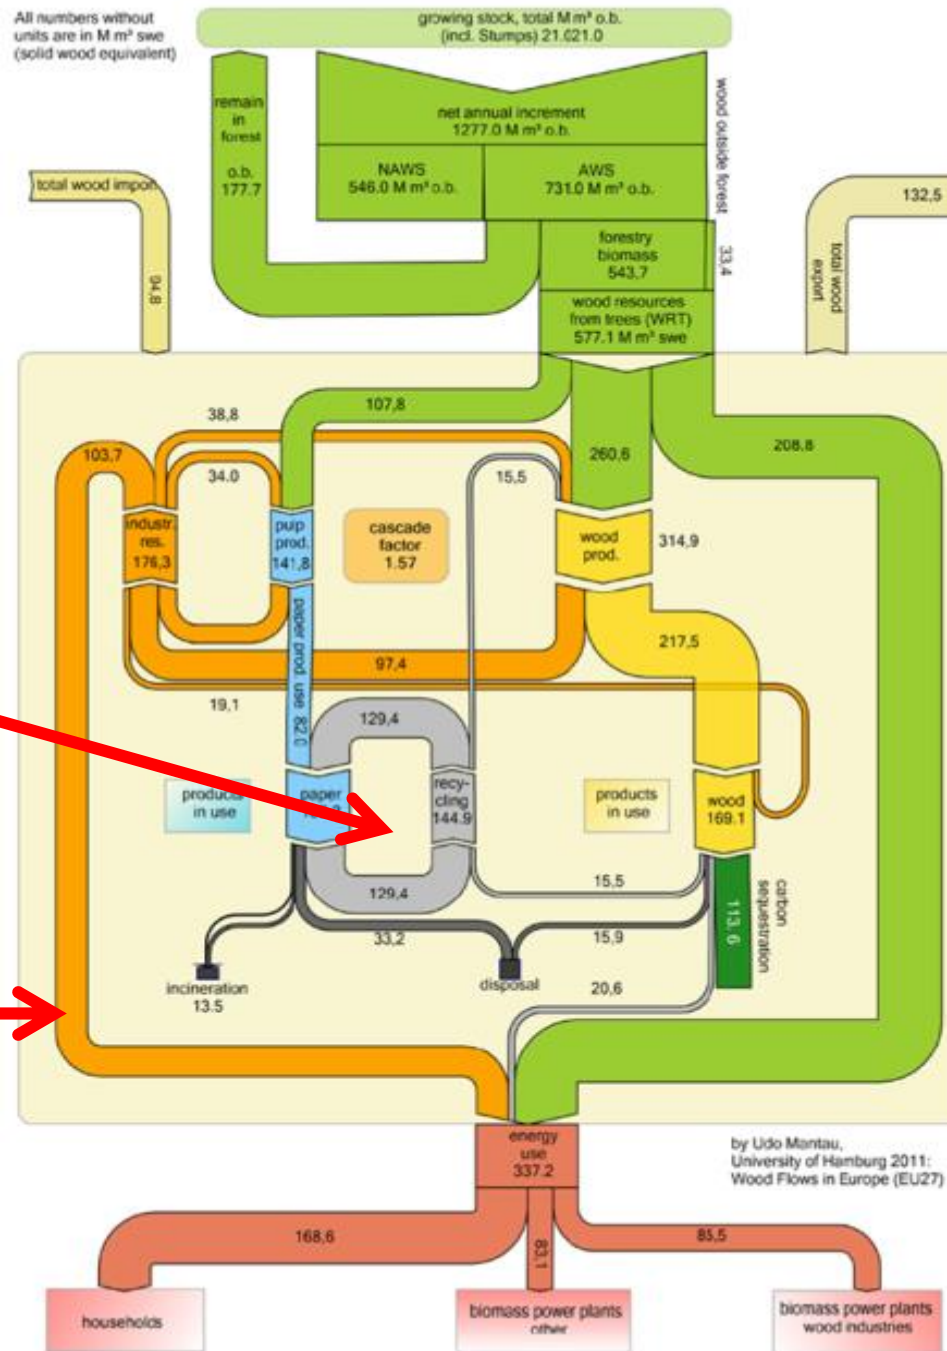 All numbers without
units are in M m³ swe
(solid wood equivalent)
growing stock, total M m³ o.b.
(incl. Stumps) 21.021.0
remain
in
forest
o.b.
177.7
net annual increment
1277.0 M m³ o.b.
NAWS
546.0 M m³ o.b.
AWS
731.0 M m³ o.b.
wood outside forest
33,4
total wood import
94,8
132,5
total wood
export
forestry
biomass
543.7
wood resources
from trees (WRT)
577.1 M m³ swe
107,8
38,8
103,7
34.0
260,6
15,5
208,8
industr.
res.
176,3
pulp
prod.
141,8
cascade
factor
1.57
wood
prod.
314,9
paper prod. use 82.0
97,4
217,5
19,1
129,4
products
in use
paper
recy-
cling
144.9
products
in use
wood
169.1
129,4
15,5
carbon
sequestration
113,6
33,2
15,9
incineration
13.5
disposal
20,6
energy
use
337.2
by Udo Mantau,
University of Hamburg 2011:
Wood Flows in Europe (EU27)
168,6
83,1
85,5
households
biomass power plants
other
biomass power plants
wood industries